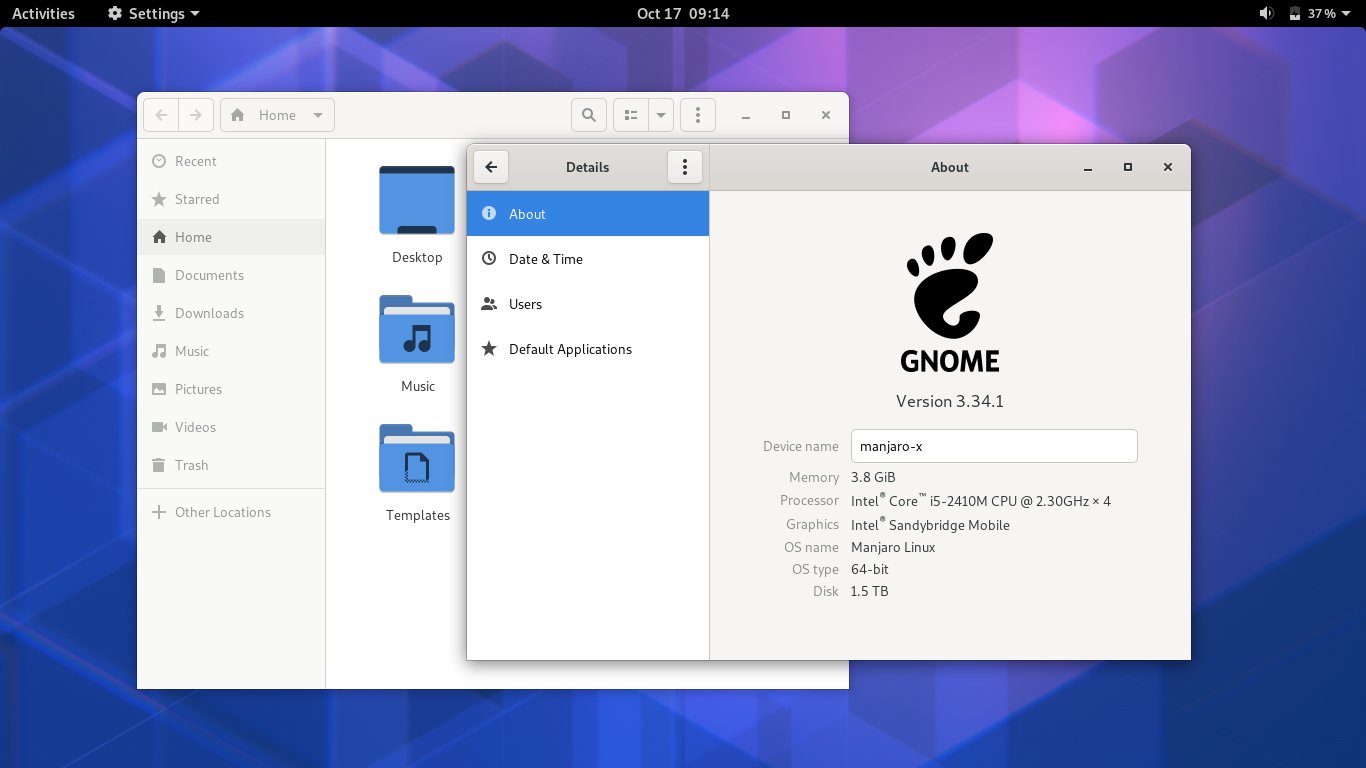 Activities Settings Oct 17 09:14 37 %
Home
Recent
Starred
Home
Documents
Downloads
Music
Pictures
Videos
Trash
Other Locations
Desktop
Music
Templates
Details
About
Date & Time
Users
Default Applications
About
GNOME
Version 3.34.1
Device name manjaro-x
Memory 3.8 GiB
Processor Intel® Core™ i5-2410M CPU @ 2.30GHz × 4
Graphics Intel® Sandybridge Mobile
OS name Manjaro Linux
OS type 64-bit
Disk 1.5 TB